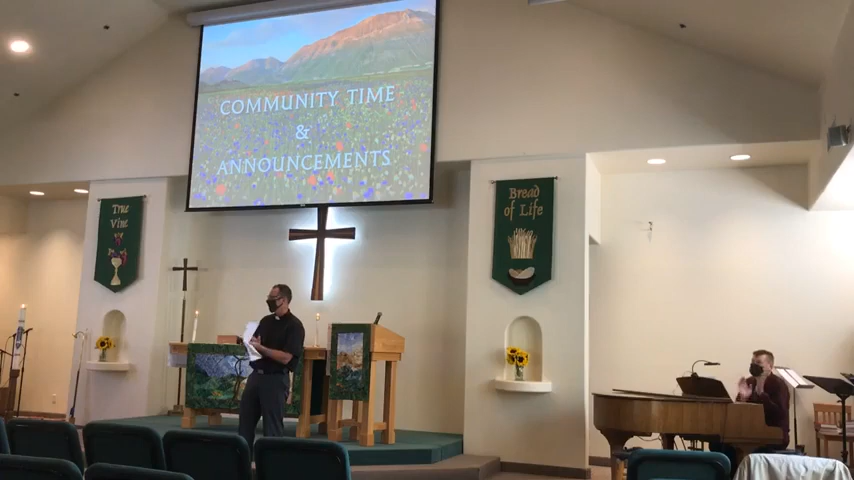 COMMUNITY TIME
&
ANNOUNCEMENTS
True
Vine
Bread
of Life